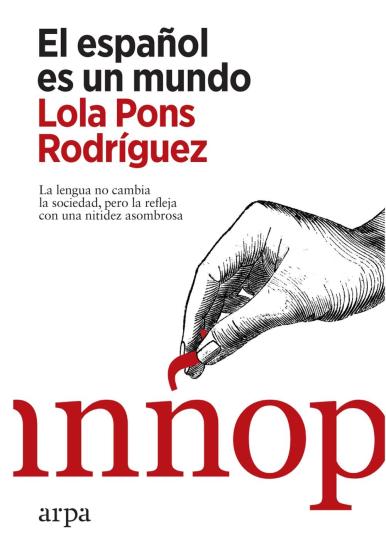 El español
es un mundo
Lola Pons
Rodríguez
La lengua no cambia
la sociedad, pero la refleja
con una nitidez asombrosa
nñop
arpa